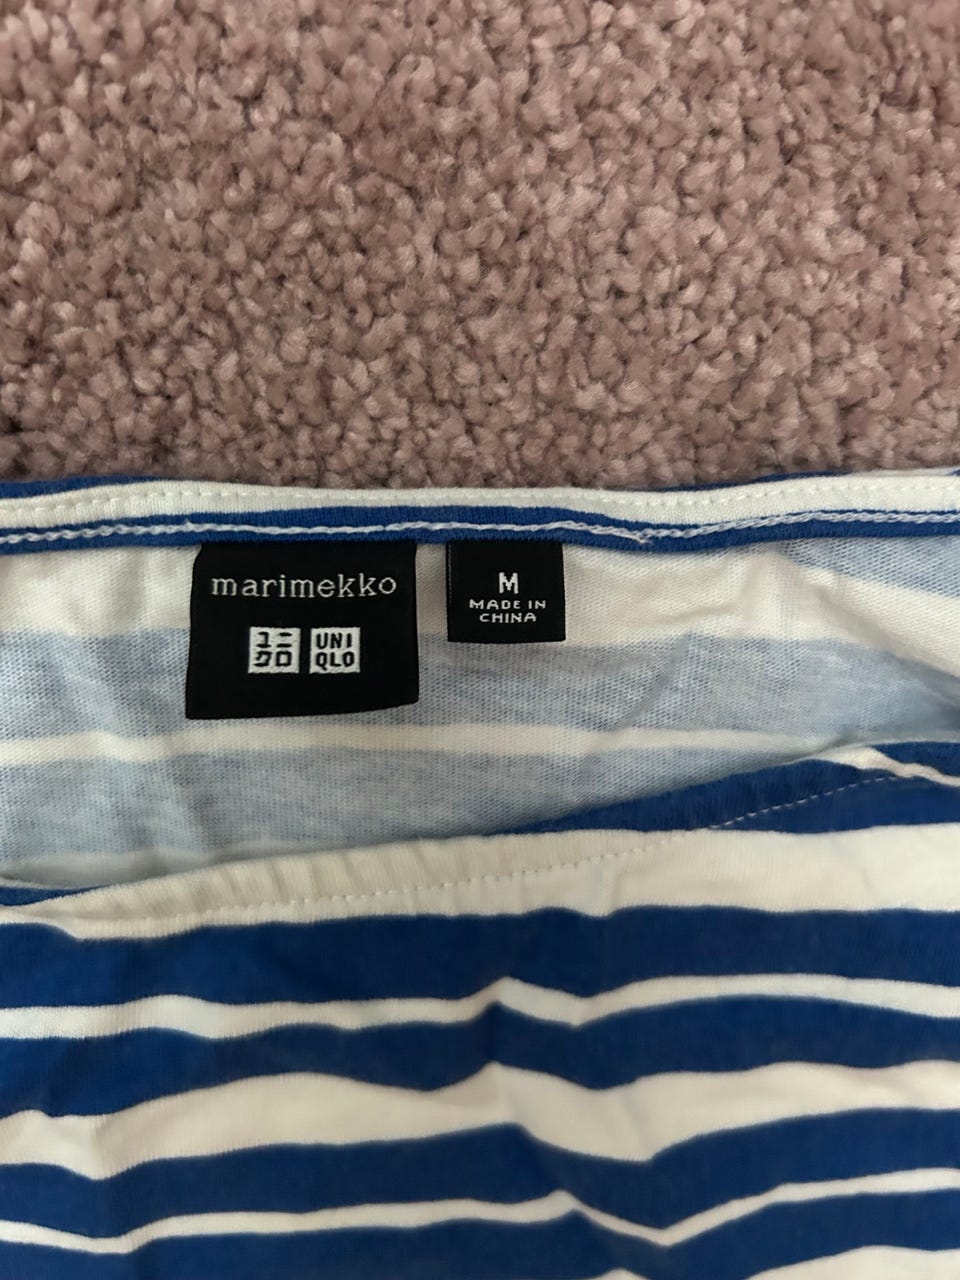 marimekko
ユニ
クロ
UNI
QLO
M
MADE IN
CHINA